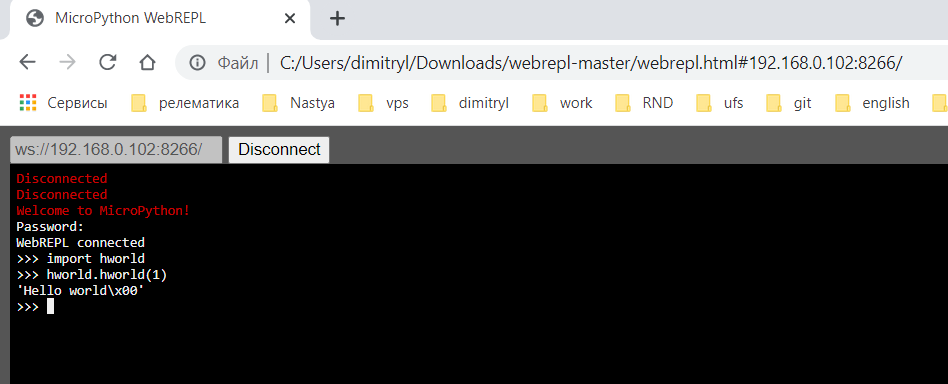 MicroPython WebREPL
Файл | C:/Users/dimitryl/Downloads/webrepl-master/webrepl.html#192.168.0.102:8266/
Сервисы релематика Nastya vps dimitryl work RND ufs git english
ws://192.168.0.102:8266/ Disconnect
Disconnected
Disconnected
Welcome to MicroPython!
Password:
WebREPL connected
>>> import hworld
>>> hworld.hworld(1)
'Hello world\x00'
>>>